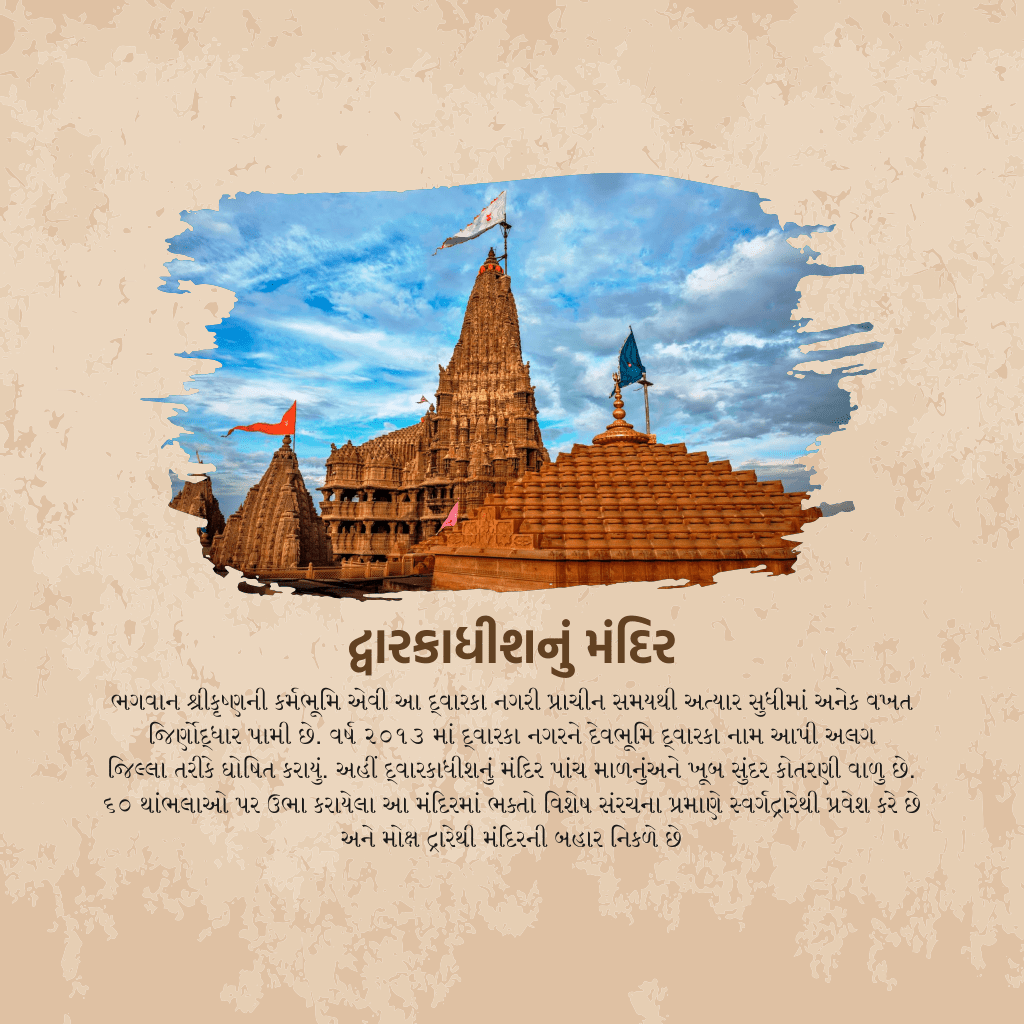 દ્વારકાધીશનું મંદિર
ભગવાન શ્રીકૃષ્ણની કર્મભૂમિ એવી આ દ્‌વારકા નગરી પ્રાચીન સમયથી અત્યાર સુધીમાં અનેક વખત
જિર્ણોદ્‌ધાર પામી છે. વર્ષ ૨૦૧૩ માં દ્‌વારકા નગરને દેવભૂમિ દ્‌વારકા નામ આપી અલગ
જિલ્લા તરીકે ઘોષિત કરાયું. અહીં દ્‌વારકાધીશનું મંદિર પાંચ માળનુંઅને ખૂબ સુંદર કોતરણી વાળુ છે.
૬૦ થાંભલાઓ પર ઉભા કરાયેલા આ મંદિરમાં ભક્તો વિશેષ સંરચના પ્રમાણે સ્વર્ગદ્રારેથી પ્રવેશ કરે છે
અને મોક્ષ દ્રારેથી મંદિરની બહાર નિકળે છે